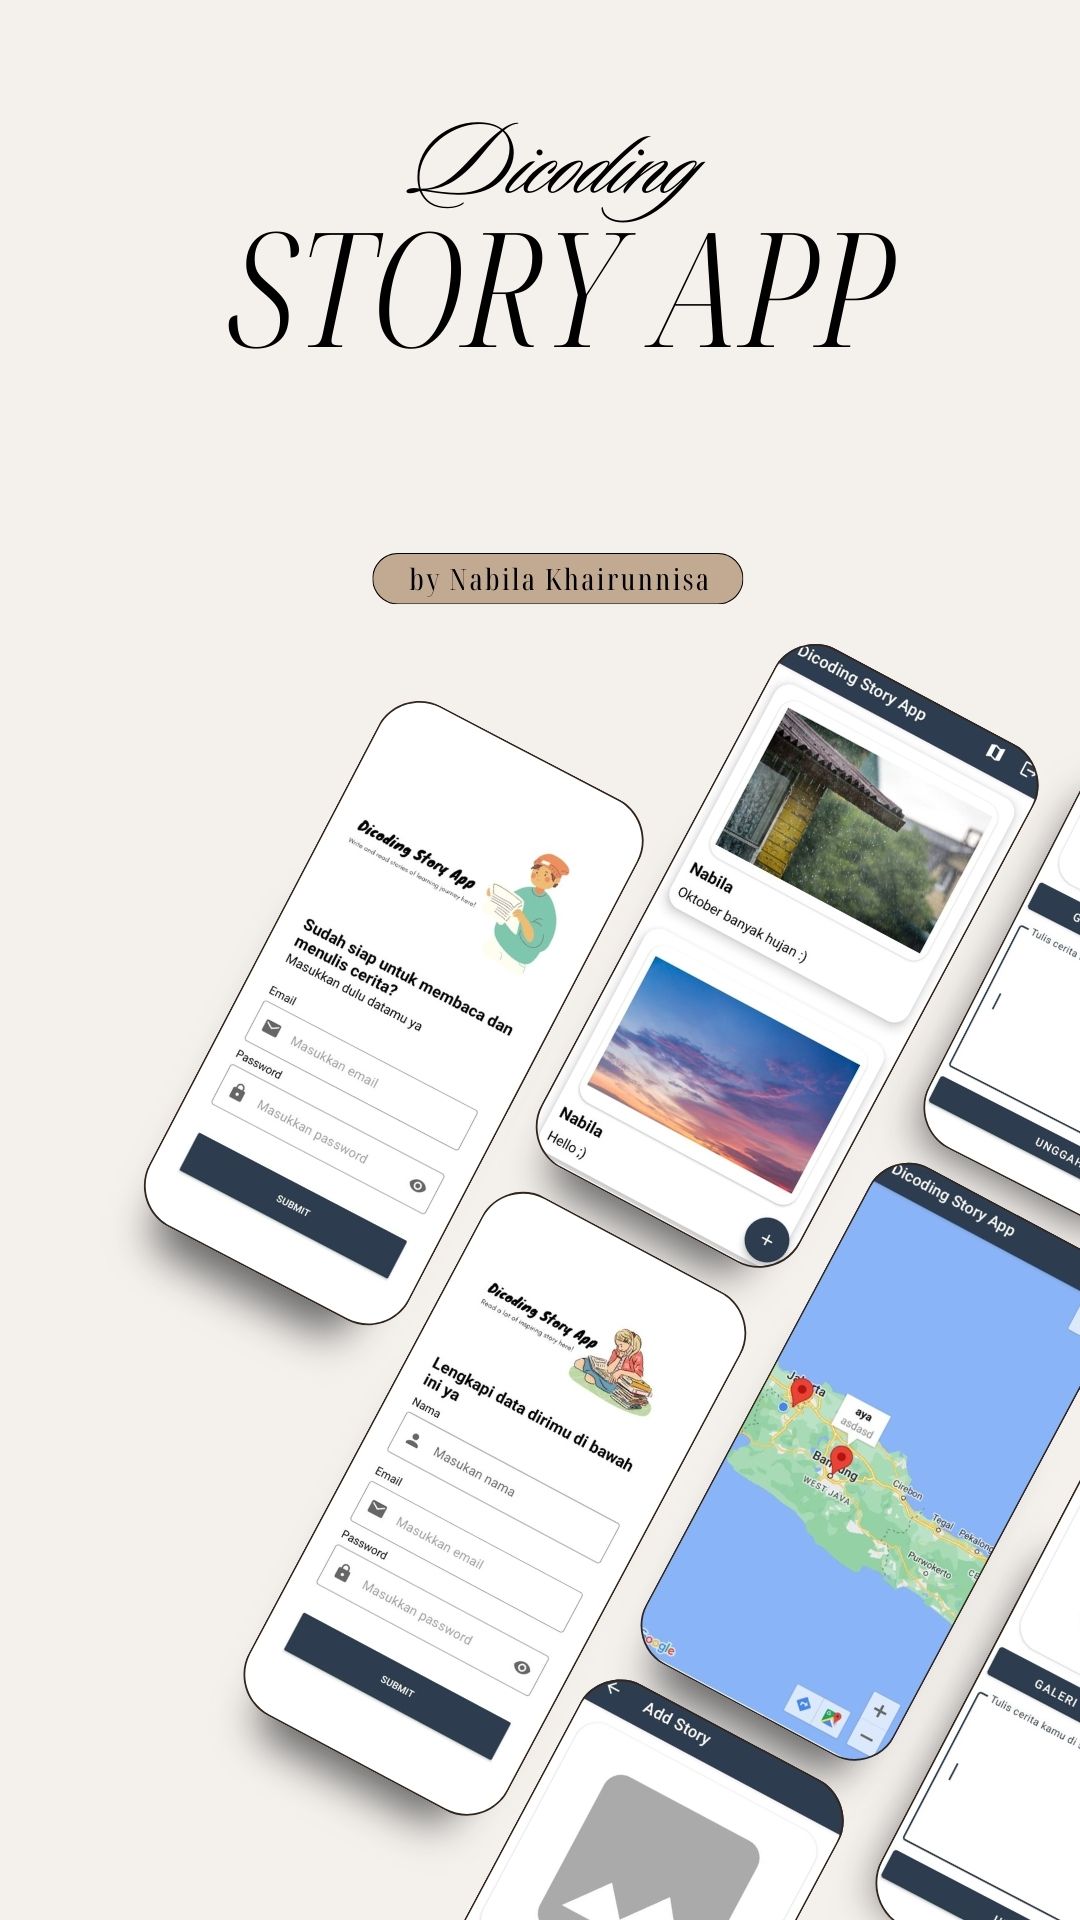 Dicoding
STORY APP
by Nabila Khairunnisa
Dicoding Story App
Write and read stories of learning journey here!
Sudah siap untuk membaca dan
menulis cerita?
Masukkan dulu datamu ya
Email
Masukkan email
Password
Masukkan password
SUBMIT
Dicoding Story App
Nabila
Oktober banyak hujan :)
Nabila
Hello ;)
+
Tulis cerita
UNGGAH
Dicoding Story App
Read a lot of inspiring story here!
Lengkapi data dirimu di bawah
ini ya
Nama
Masukan nama
Email
Masukkan email
Password
Masukkan password
SUBMIT
Dicoding Story App
aya
asdasd
WEST JAVA
Cirebon
Tegal
Pekalong
Purwokerto
Google
+
−
Add Story
GALERI
Tulis cerita kamu di